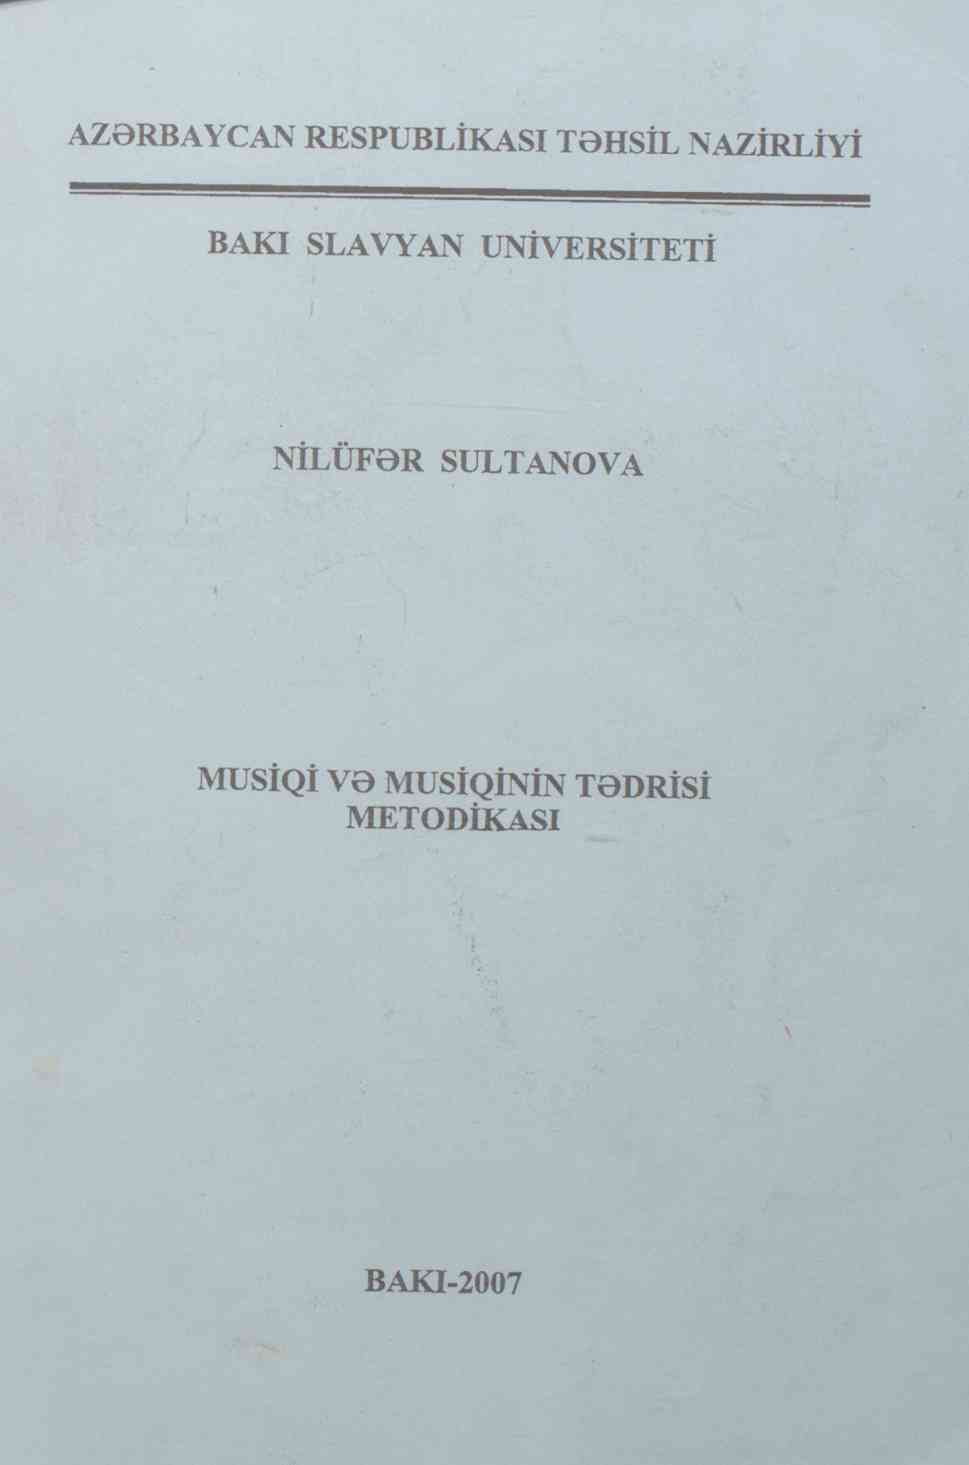 AZƏRBAYCAN RESPUBLİKASI TƏHSİL NAZİRLİYİ
BAKI SLAVYAN UNİVERSİTETİ
NİLÜFƏR SULTANOVA
MUSİQİ VƏ MUSİQİNİN TƏDRİSİ
METODİKASI
BAKI-2007